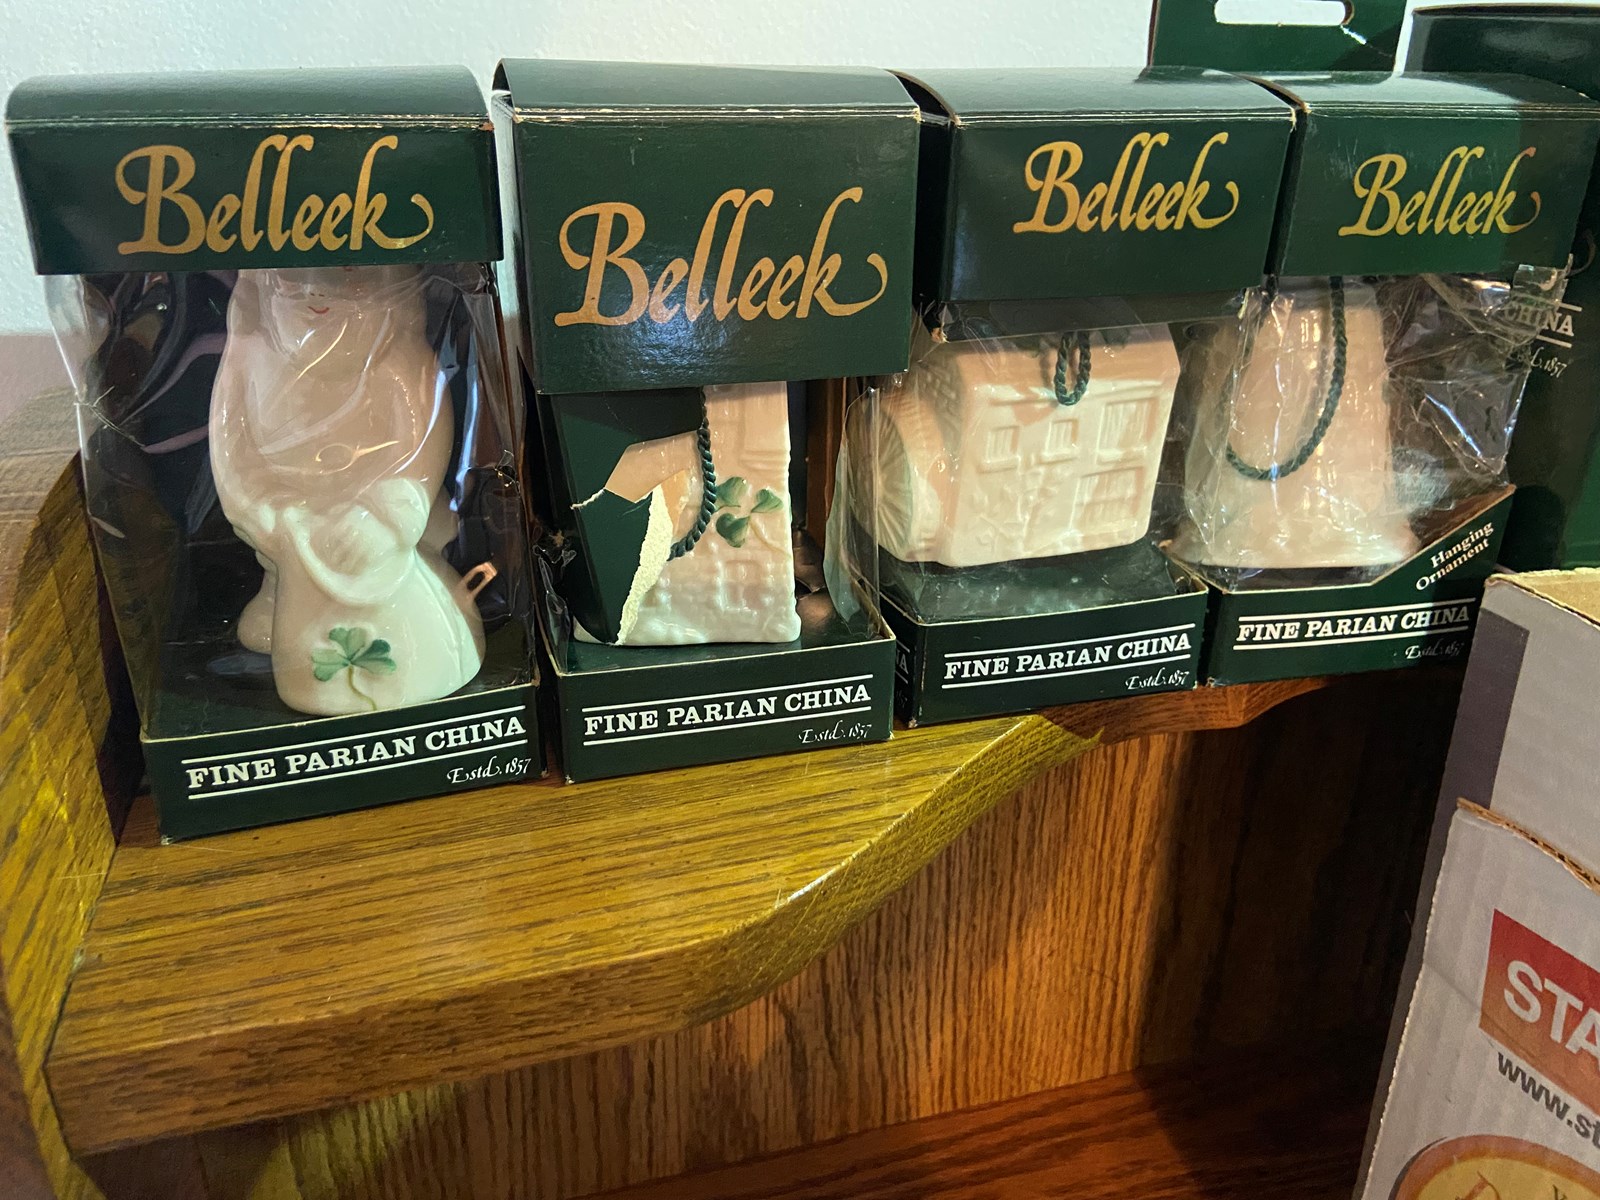 Belleek
FINE PARIAN CHINA
Estd. 1857
Belleek
FINE PARIAN CHINA
Estd. 1857
Belleek
FINE PARIAN CHINA
Estd. 1857
Belleek
Hanging
Ornament
FINE PARIAN CHINA
Estd. 1857
CHINA
Estd. 1857
STA
www.st